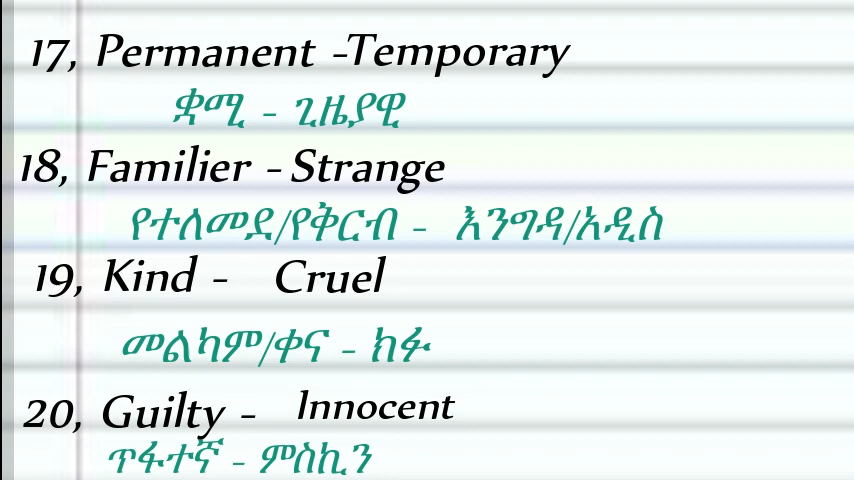 17, Permanent -Temporary
ቋሚ - ጊዜያዊ
18, Familier - Strange
የተለመደ/የቅርብ - እንግዳ/አዲስ
19, Kind - Cruel
መልካም/ቀና - ክፉ
20, Guilty - Innocent
ጥፋተኛ - ምስኪን